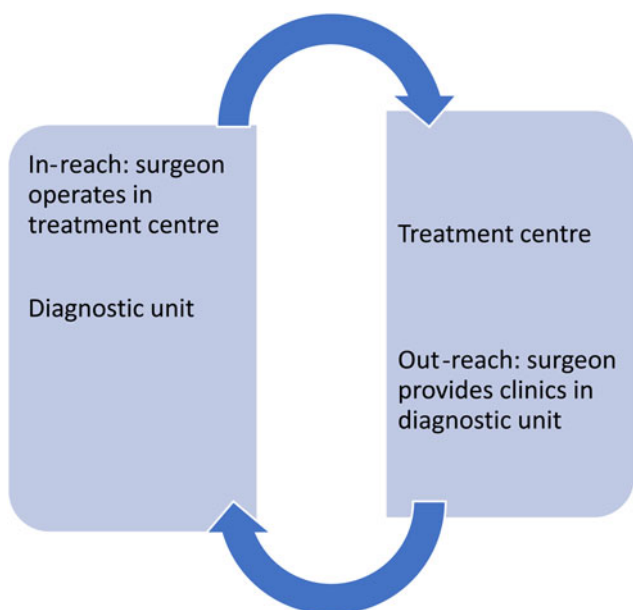 In-reach: surgeon
operates in
treatment centre
Diagnostic unit
Treatment centre
Out-reach: surgeon
provides clinics in
diagnostic unit